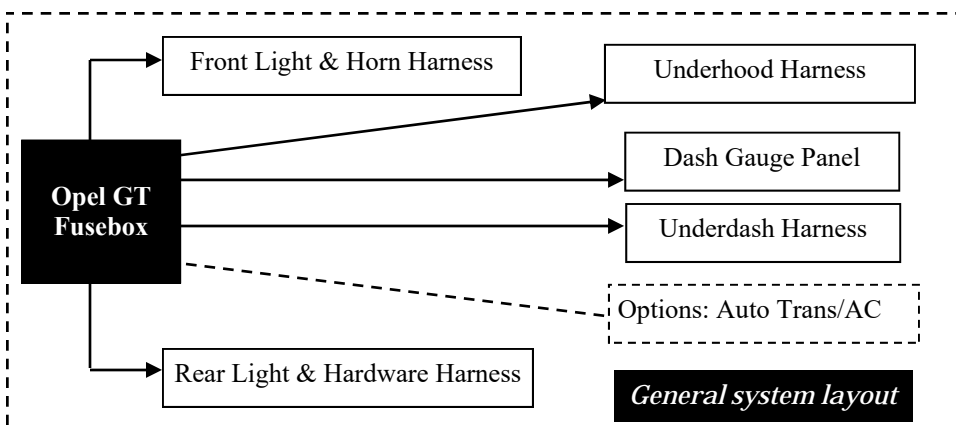 Front Light & Horn Harness
Underhood Harness
Dash Gauge Panel
Opel GT
Fusebox
Underdash Harness
Options: Auto Trans/AC
Rear Light & Hardware Harness
General system layout